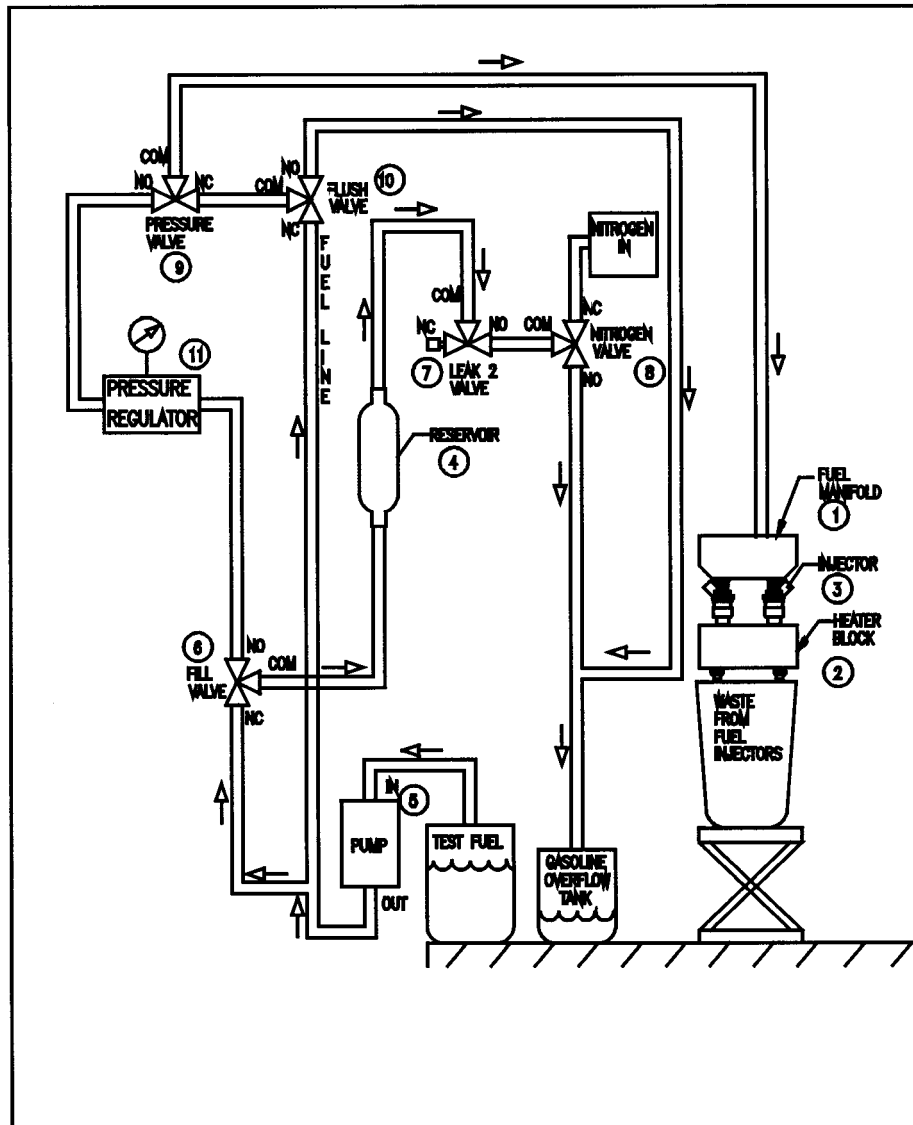 COM
NO
NC
PRESSURE
VALVE
9
COM
NO
NC
FLUSH
VALVE
10
FUEL LINE
NITROGEN
IN
COM
NC
NO
LEAK 2
VALVE
7
COM
NC
NO
NITROGEN
VALVE
8
11
PRESSURE
REGULATOR
RESERVOIR
4
FUEL
MANIFOLD
1
INJECTOR
3
HEATER
BLOCK
2
WASTE
FROM
FUEL
INJECTORS
6
FILL
VALVE
NO
COM
NC
IN
5
PUMP
OUT
TEST FUEL
GASOLINE
OVERFLOW
TANK